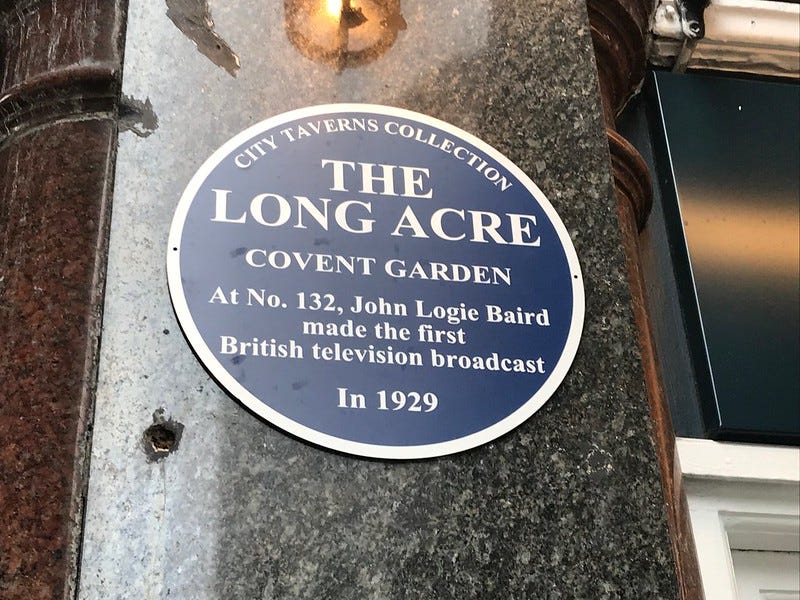 CITY TAVERNS COLLECTION
THE
LONG ACRE
COVENT GARDEN
At No. 132, John Logie Baird
made the first
British television broadcast
In 1929